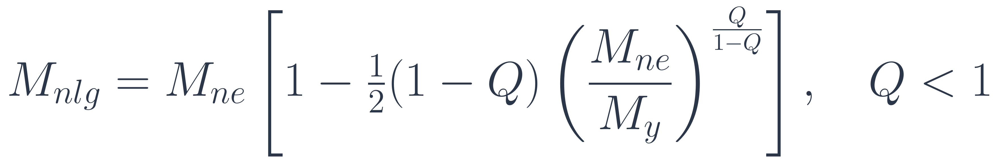 M_{nlg} = M_{ne} \left[ 1 - \frac{1}{2}(1 - Q) \left( \frac{M_{ne}}{M_y} \right)^{\frac{Q}{1-Q}} \right], \quad Q < 1